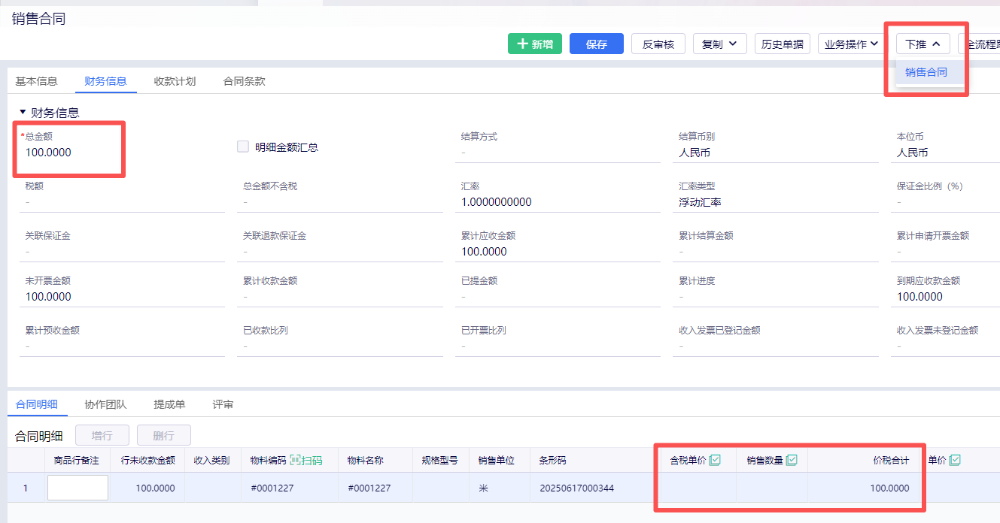 销售合同
新增 保存 反审核 复制 历史单据 业务操作 下推 全流程跟
销售合同
基本信息 财务信息 收款计划 合同条款
财务信息
*总金额 明细金额汇总 结算方式 结算币别 本位币
100.0000 - 人民币 人民币
税额 总金额不含税 汇率 汇率类型 保证金比例（%）
- - 1.0000000000 浮动汇率 -
关联保证金 关联退款保证金 累计应收金额 累计结算金额 累计申请开票金额
- - 100.0000 - -
未开票金额 累计收款金额 已提金额 累计进度 到期应收款金额
100.0000 - - - 100.0000
累计预收金额 已收款比列 已开票比列 收入发票已登记金额 收入发票未登记金额
- - - - -
合同明细 协作团队 提成单 评审
合同明细 增行 删行
商品行备注 行未收款金额 收入类别 物料编码 扫码 物料名称 规格型号 销售单位 条形码 含税单价 销售数量 价税合计 单价
1 100.0000 #0001227 #0001227 米 20250617000344 100.0000